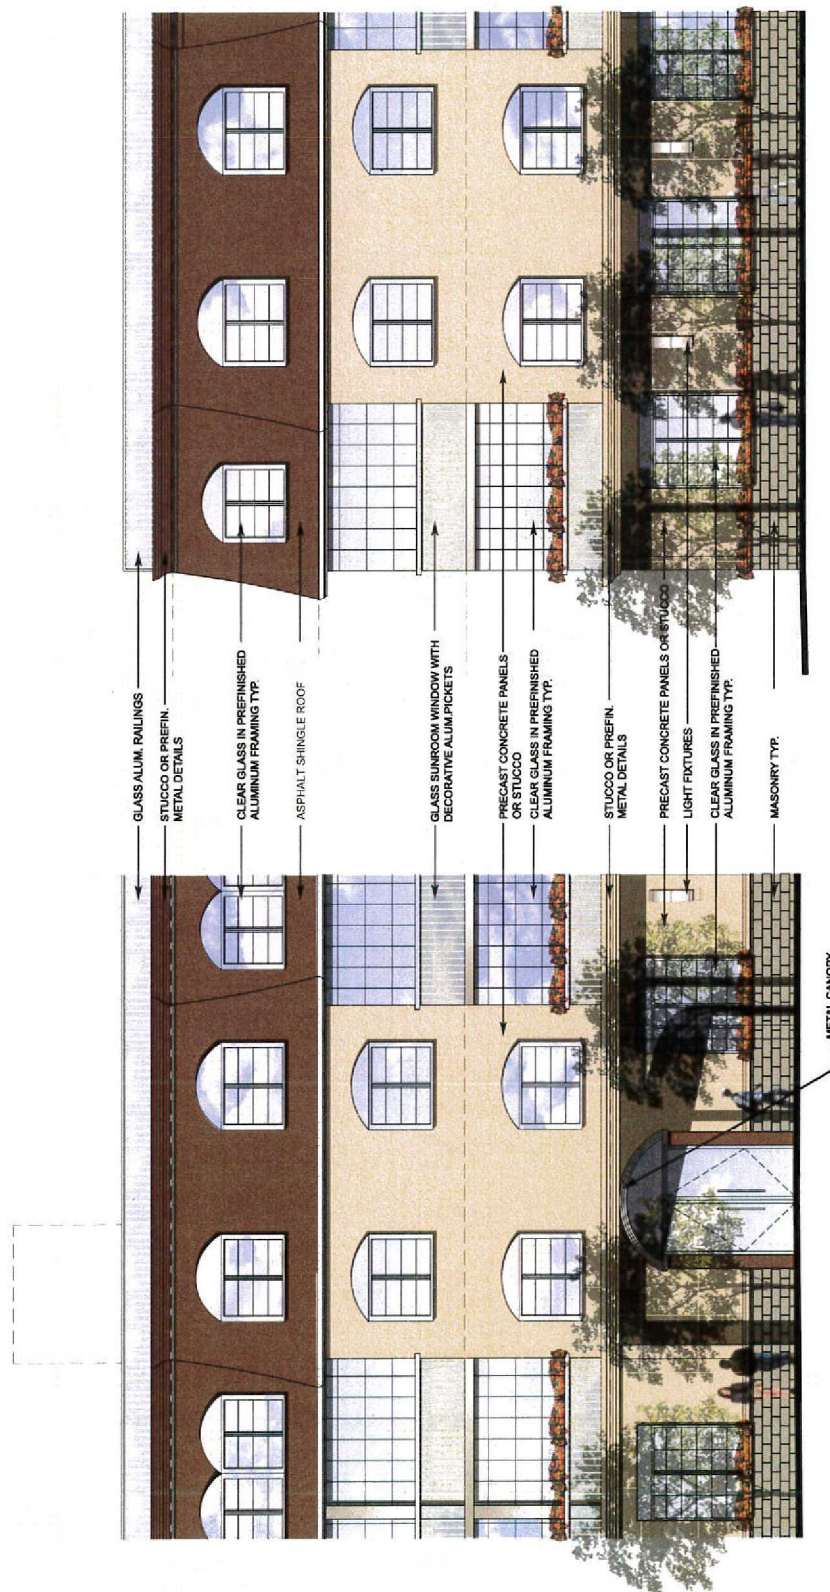 GLASS ALUM. RAILINGS
STUCCO OR PREFIN.
METAL DETAILS
CLEAR GLASS IN PREFINISHED
ALUMINUM FRAMING TYP.
ASPHALT SHINGLE ROOF
GLASS SUNROOM WINDOW WITH
DECORATIVE ALUM.PICKETS
PRECAST CONCRETE PANELS
OR STUCCO
CLEAR GLASS IN PREFINISHED
ALUMINUM FRAMING TYP.
STUCCO OR PREFIN.
METAL DETAILS
PRECAST CONCRETE PANELS OR STUCCO
LIGHT FIXTURES
CLEAR GLASS IN PREFINISHED
ALUMINUM FRAMING TYP.
MASONRY TYP.
METAL CANOPY